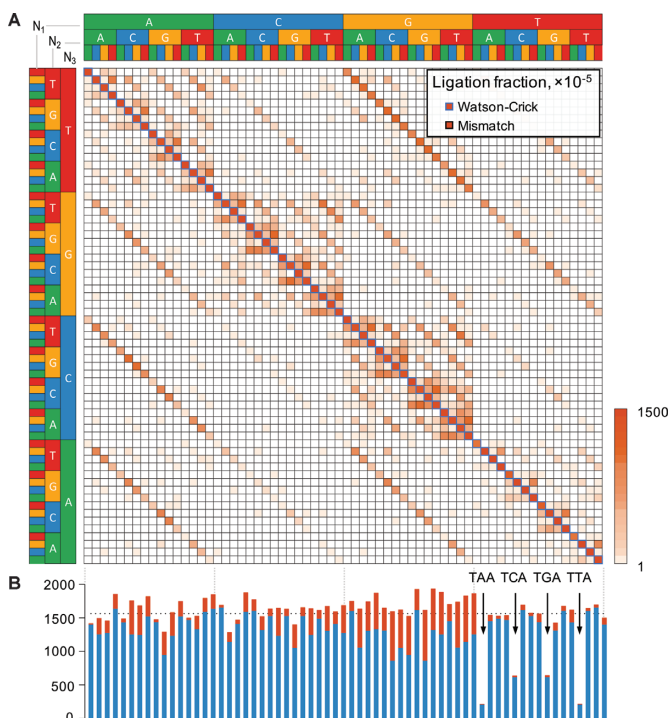 A
A C G T
N1
N2
N3
A C G T A C G T A C G T A C G T
T
G
C
A
T
T
G
C
A
G
T
G
C
A
C
T
G
C
A
A
Ligation fraction, ×10-5
Watson-Crick
Mismatch
1500
1
B
TAA TCA TGA TTA
2000
1500
1000
500
0